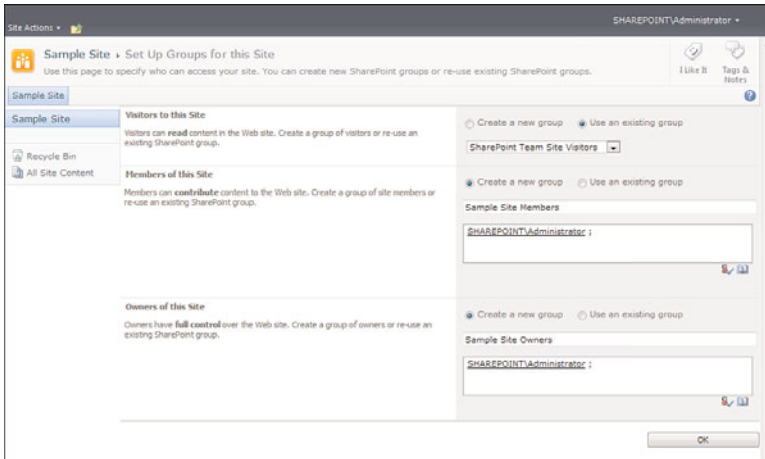 SHAREPOINT\Administrator
Site Actions
Sample Site ▸ Set Up Groups for this Site
Use this page to specify who can access your site. You can create new SharePoint groups or re-use existing SharePoint groups.
I Like It
Tags & Notes
Sample Site
Sample Site
Recycle Bin
All Site Content
Visitors to this Site
Visitors can read content in the Web site. Create a group of visitors or re-use an
existing SharePoint group.
Create a new group Use an existing group
SharePoint Team Site Visitors
Members of this Site
Members can contribute content to the Web site. Create a group of site members or
re-use an existing SharePoint group.
Create a new group Use an existing group
Sample Site Members
SHAREPOINT\Administrator ;
Owners of this Site
Owners have full control over the Web site. Create a group of owners or re-use an
existing SharePoint group.
Create a new group Use an existing group
Sample Site Owners
SHAREPOINT\Administrator ;
OK